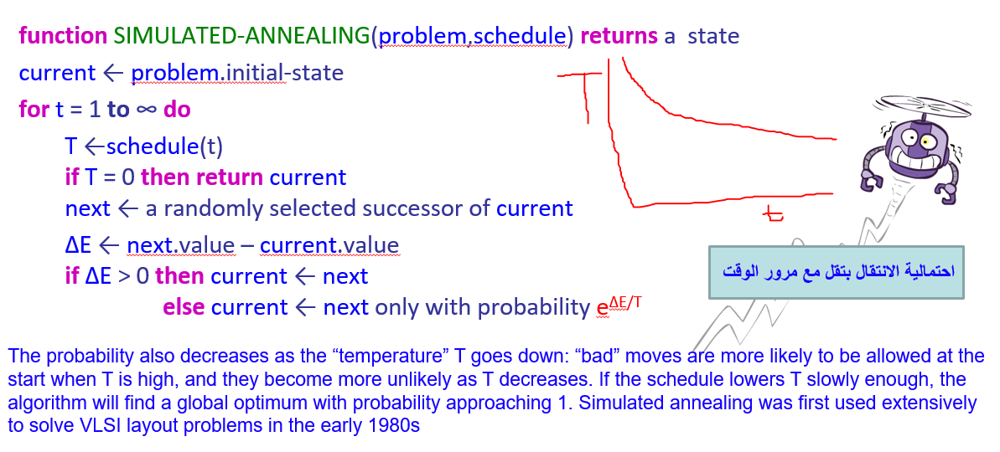 function SIMULATED-ANNEALING(problem,schedule) returns a state
current ← problem.initial-state
for t = 1 to ∞ do
T ←schedule(t)
if T = 0 then return current
next ← a randomly selected successor of current
∆E ← next.value – current.value
if ∆E > 0 then current ← next
else current ← next only with probability e^∆E/T
T
t
احتمالية الانتقال بتقل مع مرور الوقت
The probability also decreases as the “temperature” T goes down: “bad” moves are more likely to be allowed at the
start when T is high, and they become more unlikely as T decreases. If the schedule lowers T slowly enough, the
algorithm will find a global optimum with probability approaching 1. Simulated annealing was first used extensively
to solve VLSI layout problems in the early 1980s